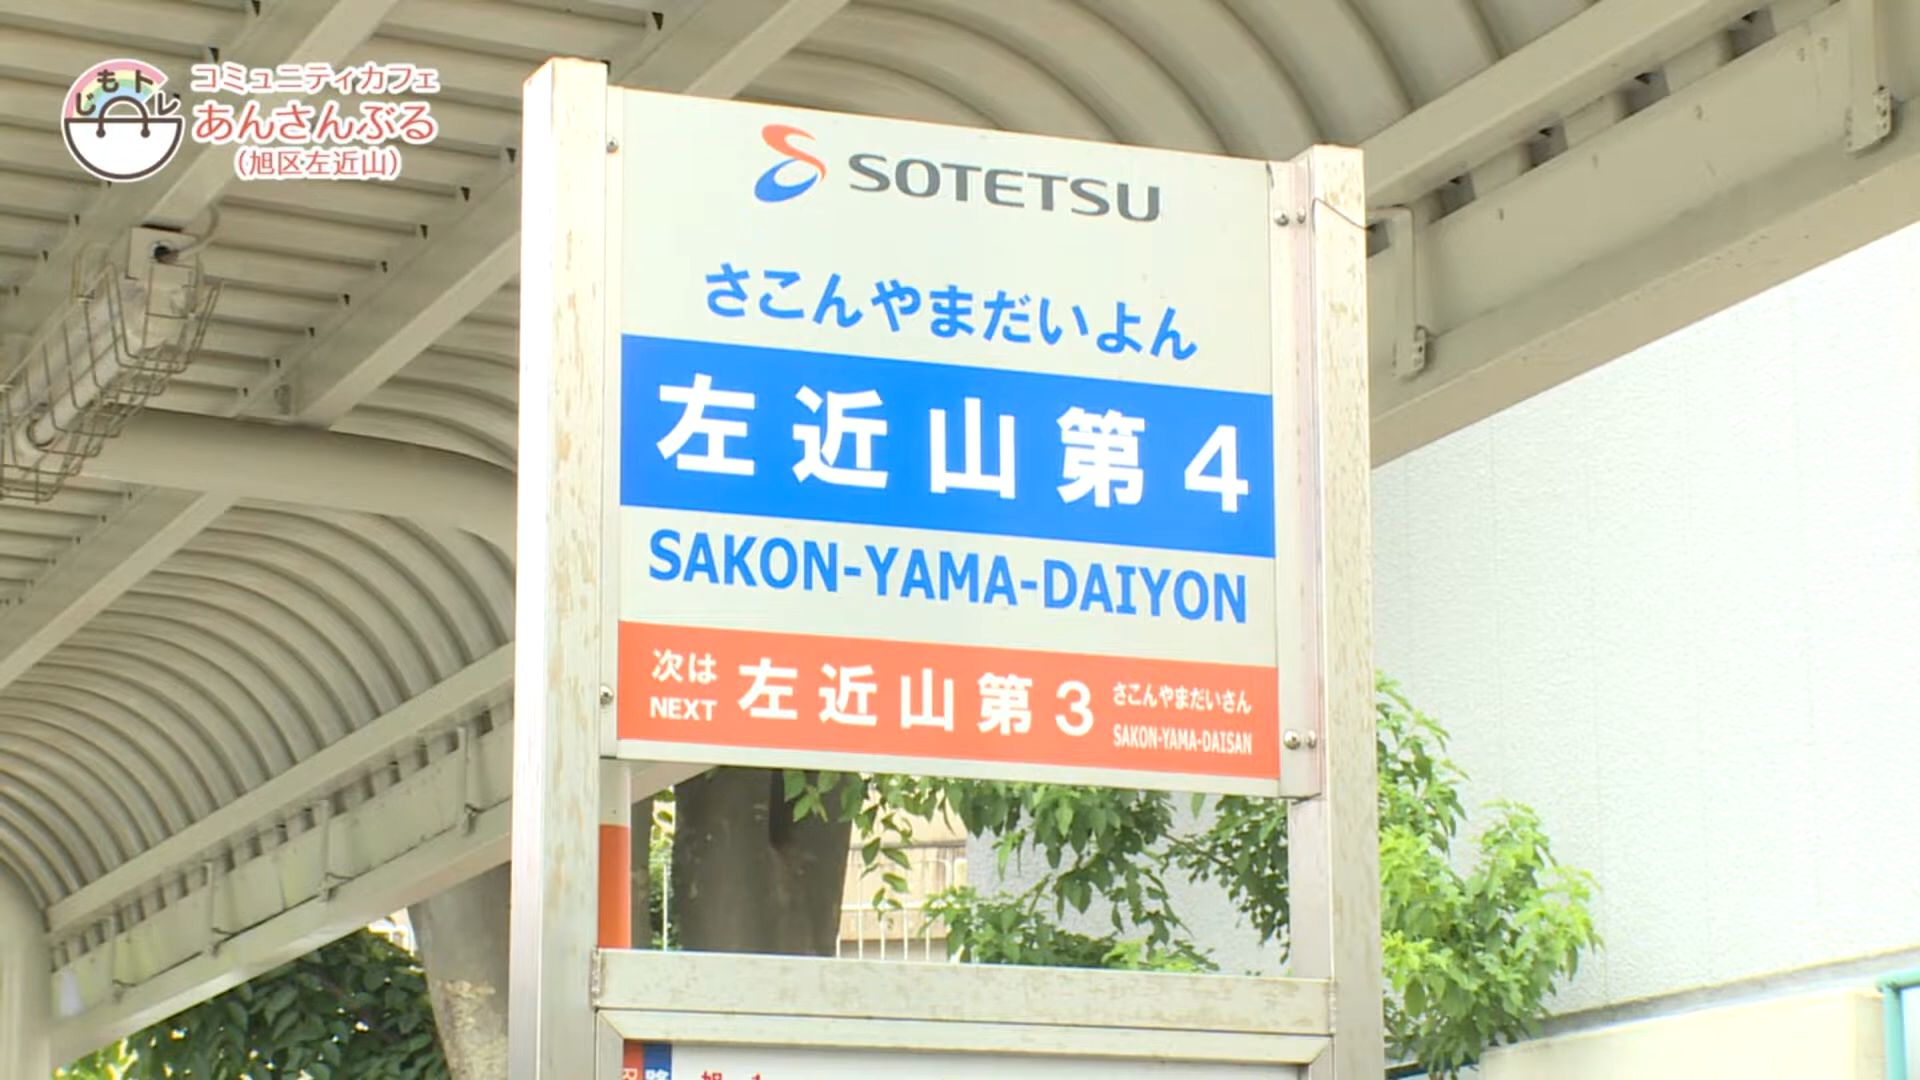 じもトレ
コミュニティカフェ
あんさんぶる
(旭区左近山)
SOTETSU
さこんやまだいよん
左近山第4
SAKON-YAMA-DAIYON
次は 左近山第3 さこんやまだいさん
NEXT SAKON-YAMA-DAISAN